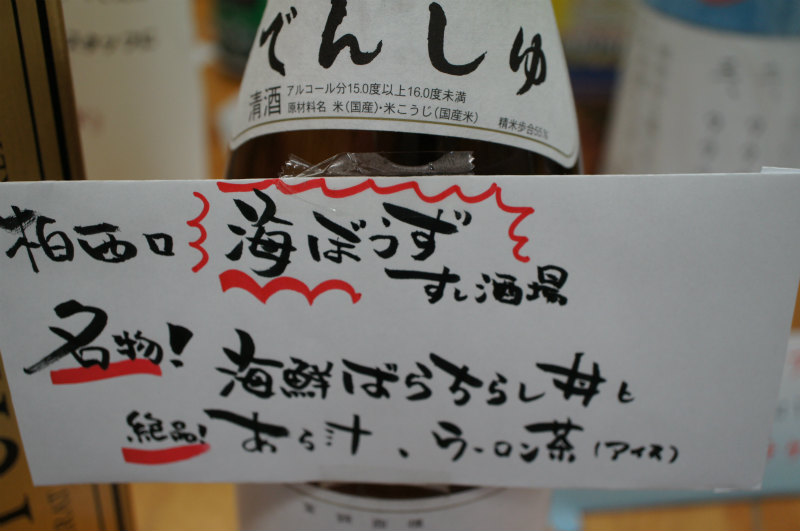 でんしゅ
清酒 アルコール分15.0度以上16.0度未満
原材料名 米(国産)・米こうじ(国産米)
精米歩合55%
柏西口 海ぼうず
すし酒場
名物! 海鮮ばらちらし丼と
絶品! あら汁、ウーロン茶(アイス)